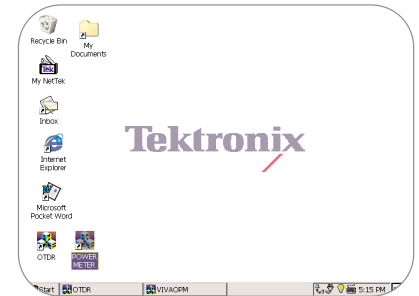 Recycle Bin
My Documents
My NetTek
Inbox
Internet Explorer
Microsoft Pocket Word
OTDR
POWER METER
Tektronix
Start
OTDR
VIVAOPM
5:15 PM